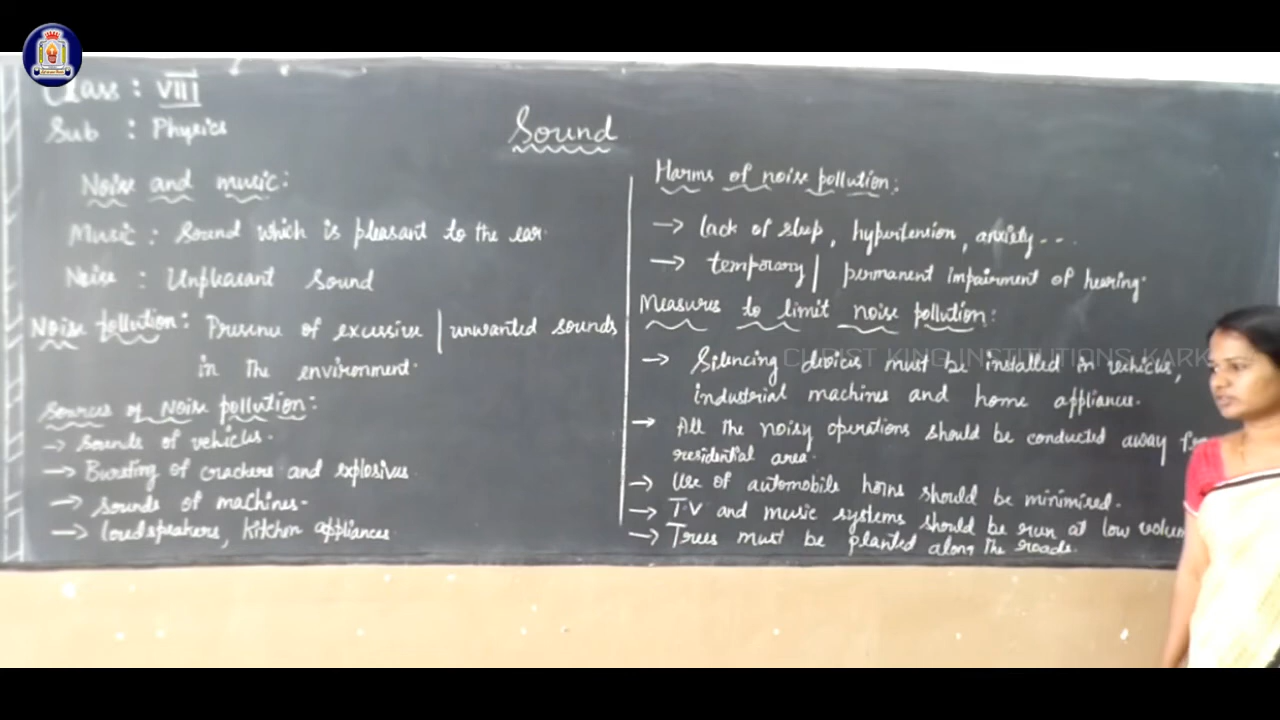 Class : VIII
Sub : Physics
Sound
Noise and music:
Music : Sound which is pleasant to the ear.
Noise : Unpleasant Sound
Noise Pollution: Presence of excessive | unwanted sounds
in the environment.
Sources of Noise pollution:
→ Sounds of vehicles.
→ Bursting of crackers and explosives
→ Sounds of machines.
→ loudspeakers, kitchen appliances.
Harms of noise pollution:
→ lack of sleep, hypertension, anxiety...
→ temporary | permanent impairment of hearing.
Measures to limit noise pollution:
→ Silencing devices must be installed in vehicles,
industrial machines and home appliances.
→ All the noisy operations should be conducted away
residential area.
→ Use of automobile horns should be minimised.
→ T.V and music systems should be run at low volum
→ Trees must be planted along the roads.
CHRIST KING INSTITUTIONS KARK